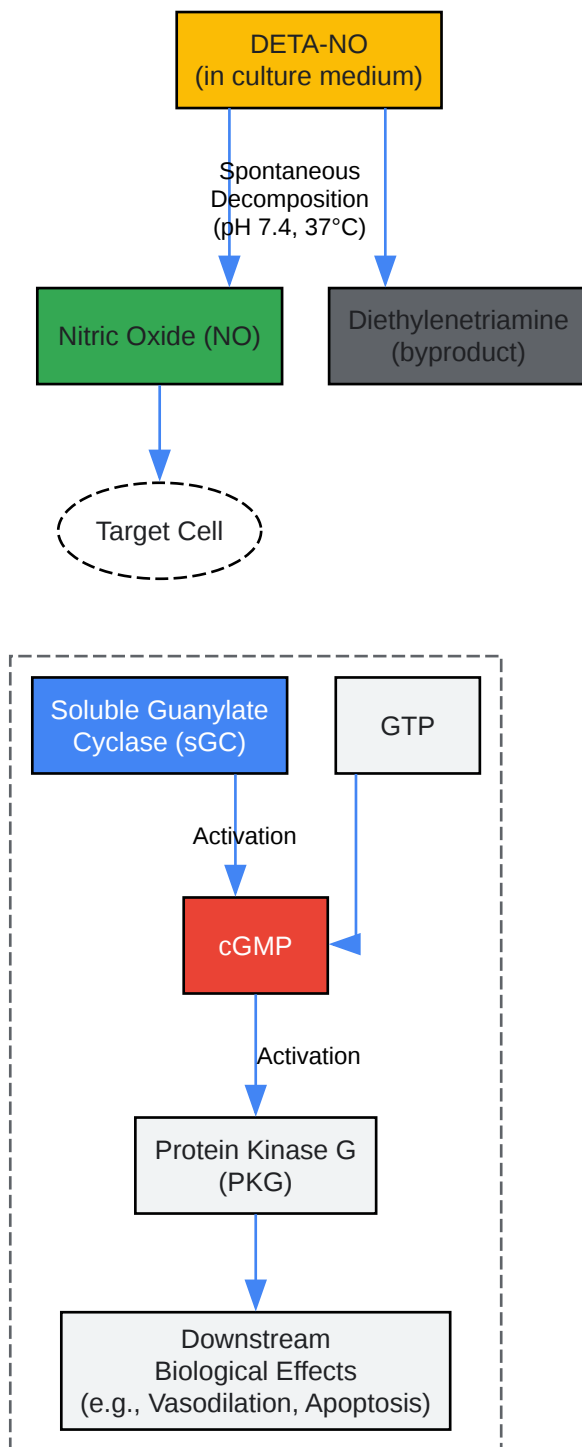 DETA-NO
(in culture medium)
Spontaneous
Decomposition
(pH 7.4, 37°C)
Nitric Oxide (NO)
Diethylenetriamine
(byproduct)
Target Cell
Soluble Guanylate
Cyclase (sGC)
GTP
Activation
cGMP
Activation
Protein Kinase G
(PKG)
Downstream
Biological Effects
(e.g., Vasodilation, Apoptosis)